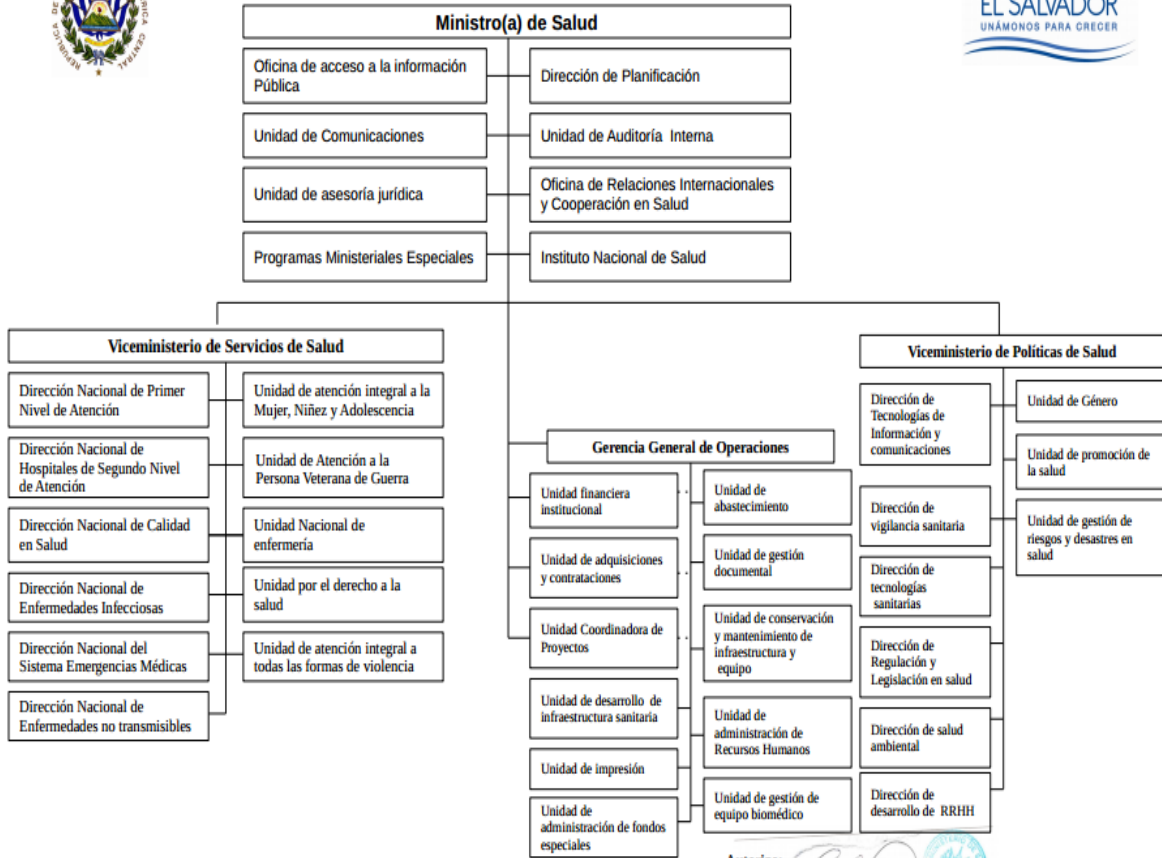 REPUBLICA DE
RICA CENTRAL
EL SALVADOR
UNÁMONOS PARA CRECER
Ministro(a) de Salud
Oficina de acceso a la información
Pública
Dirección de Planificación
Unidad de Comunicaciones
Unidad de Auditoría Interna
Unidad de asesoría jurídica
Oficina de Relaciones Internacionales
y Cooperación en Salud
Programas Ministeriales Especiales
Instituto Nacional de Salud
Viceministerio de Servicios de Salud
Dirección Nacional de Primer
Nivel de Atención
Unidad de atención integral a la
Mujer, Niñez y Adolescencia
Dirección Nacional de
Hospitales de Segundo Nivel
de Atención
Unidad de Atención a la
Persona Veterana de Guerra
Dirección Nacional de Calidad
en Salud
Unidad Nacional de
enfermería
Dirección Nacional de
Enfermedades Infecciosas
Unidad por el derecho a la
salud
Dirección Nacional del
Sistema Emergencias Médicas
Unidad de atención integral a
todas las formas de violencia
Dirección Nacional de
Enfermedades no transmisibles
Gerencia General de Operaciones
Unidad financiera
institucional
Unidad de
abastecimiento
Unidad de adquisiciones
y contrataciones
Unidad de gestión
documental
Unidad Coordinadora de
Proyectos
Unidad de conservación
y mantenimiento de
infraestructura y
equipo
Unidad de desarrollo de
infraestructura sanitaria
Unidad de
administración de
Recursos Humanos
Unidad de impresión
Unidad de gestión de
equipo biomédico
Unidad de
administración de fondos
especiales
Viceministerio de Políticas de Salud
Dirección de
Tecnologías de
Información y
comunicaciones
Unidad de Género
Unidad de promoción de
la salud
Dirección de
vigilancia sanitaria
Unidad de gestión de
riesgos y desastres en
salud
Dirección de
tecnologías
sanitarias
Dirección de
Regulación y
Legislación en salud
Dirección de salud
ambiental
Dirección de
desarrollo de RRHH